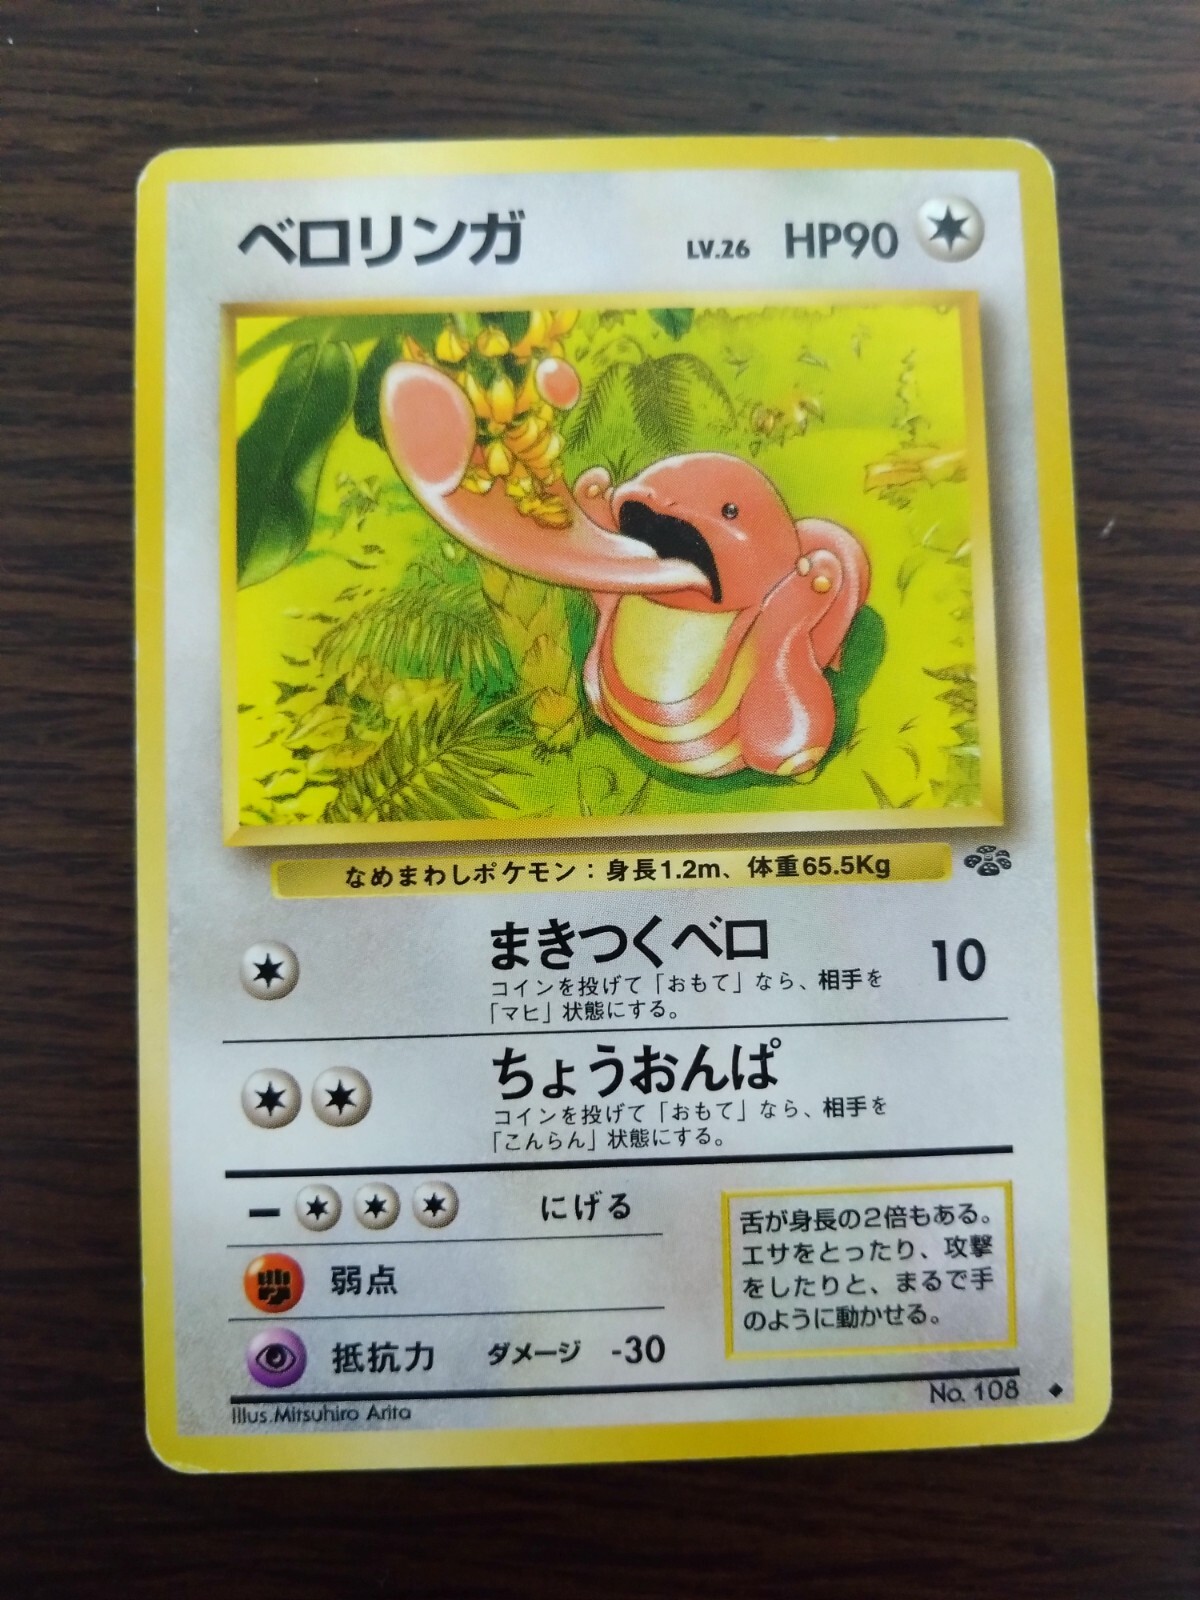 ベロリンガ LV.26 HP90
なめまわしポケモン：身長1.2m、体重65.5Kg
まきつくベロ 10
コインを投げて「おもて」なら、相手を
「マヒ」状態にする。
ちょうおんぱ
コインを投げて「おもて」なら、相手を
「こんらん」状態にする。
ー にげる
弱点
抵抗力 ダメージ -30
舌が身長の2倍もある。
エサをとったり、攻撃
をしたりと、まるで手
のように動かせる。
Illus.Mitsuhiro Arita
No. 108